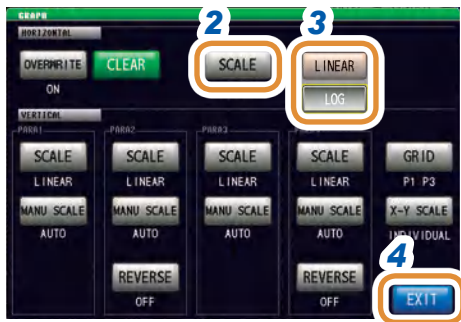 GRAPH
HORIZONTAL
2 3
OVERWRITE CLEAR SCALE LINEAR
ON LOG
VERTICAL
PARA1 PARA2 PARA3
SCALE SCALE SCALE SCALE GRID
LINEAR LINEAR LINEAR LINEAR P1 P3
MANU SCALE MANU SCALE MANU SCALE MANU SCALE X-Y SCALE
AUTO AUTO AUTO AUTO INDIVIDUAL
4
REVERSE REVERSE EXIT
OFF OFF